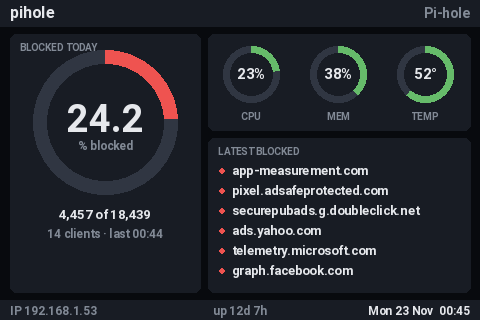 pihole
Pi-hole
BLOCKED TODAY
24.2
% blocked
4,457 of 18,439
14 clients · last 00:44
23%
38%
52°
CPU
MEM
TEMP
LATEST BLOCKED
app-measurement.com
pixel.adsafeprotected.com
securepubads.g.doubleclick.net
ads.yahoo.com
telemetry.microsoft.com
graph.facebook.com
IP 192.168.1.53
up 12d 7h
Mon 23 Nov 00:45